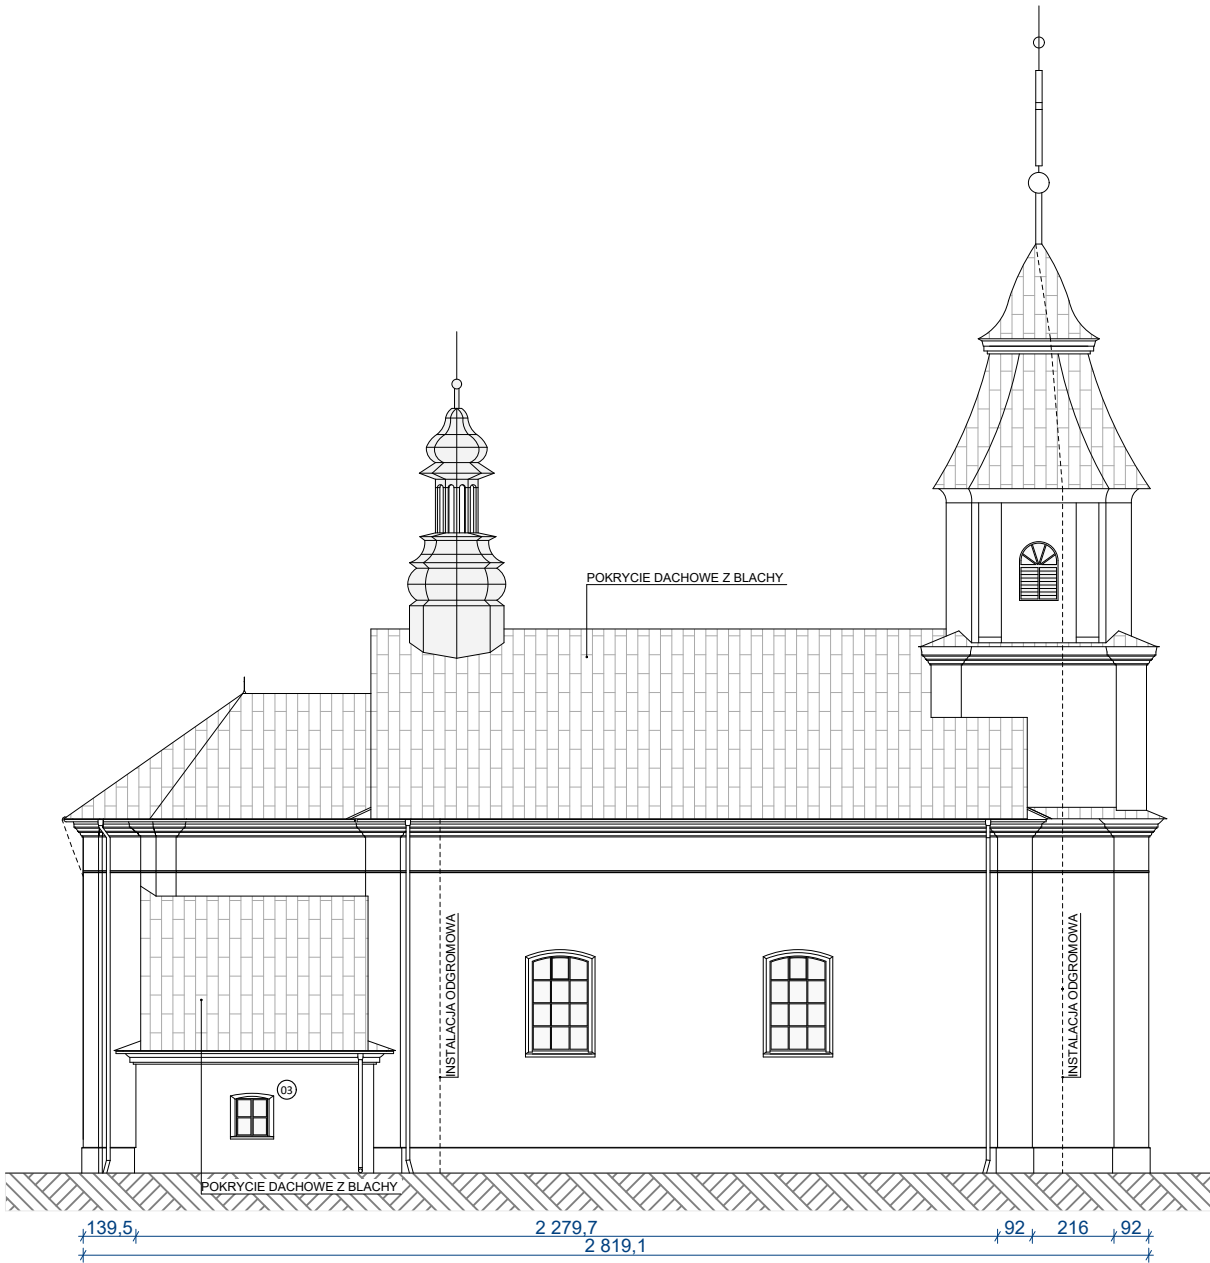 POKRYCIE DACHOWE Z BLACHY
INSTALACJA ODGROMOWA
INSTALACJA ODGROMOWA
03
POKRYCIE DACHOWE Z BLACHY
139,5 2 279,7 92 216 92
2 819,1